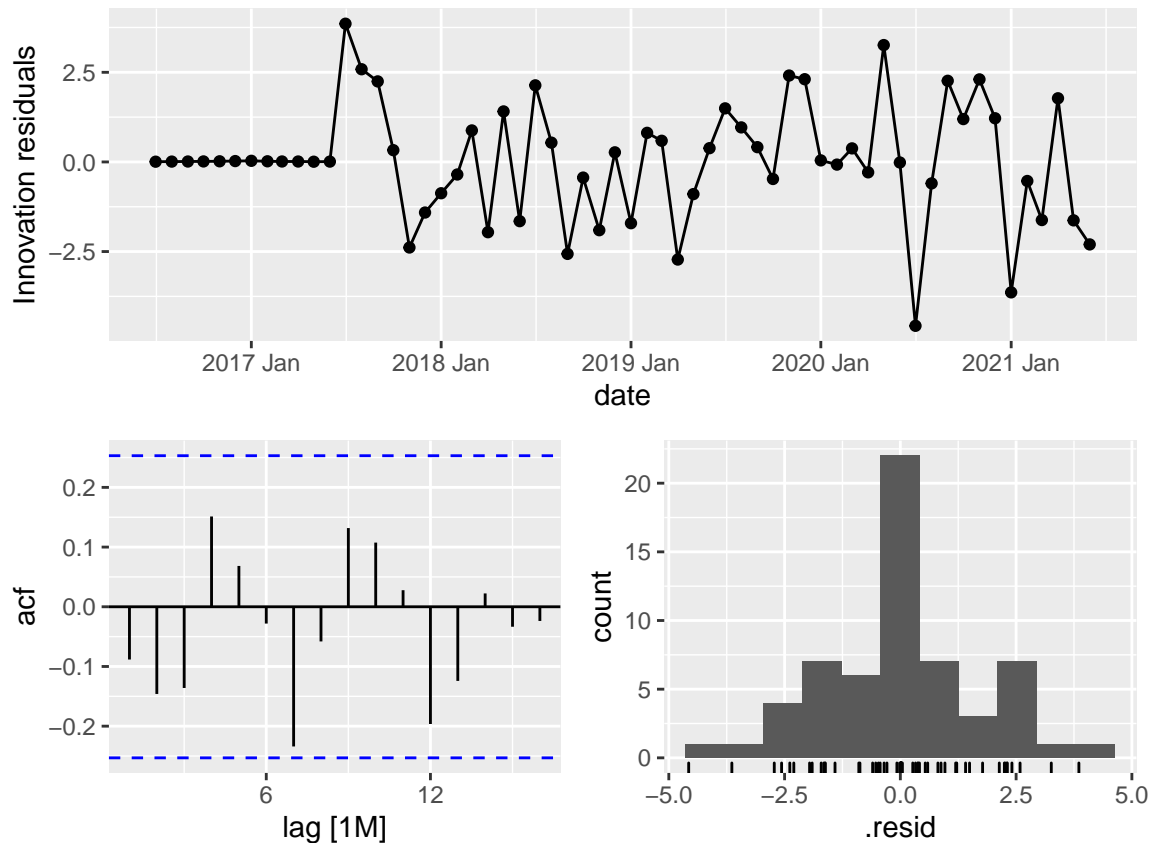 Innovation residuals
2.5
0.0
−2.5
2017 Jan
2018 Jan
2019 Jan
2020 Jan
2021 Jan
date
acf
0.2
0.1
0.0
−0.1
−0.2
6
12
lag [1M]
count
20
15
10
5
0
−5.0
−2.5
0.0
2.5
5.0
.resid